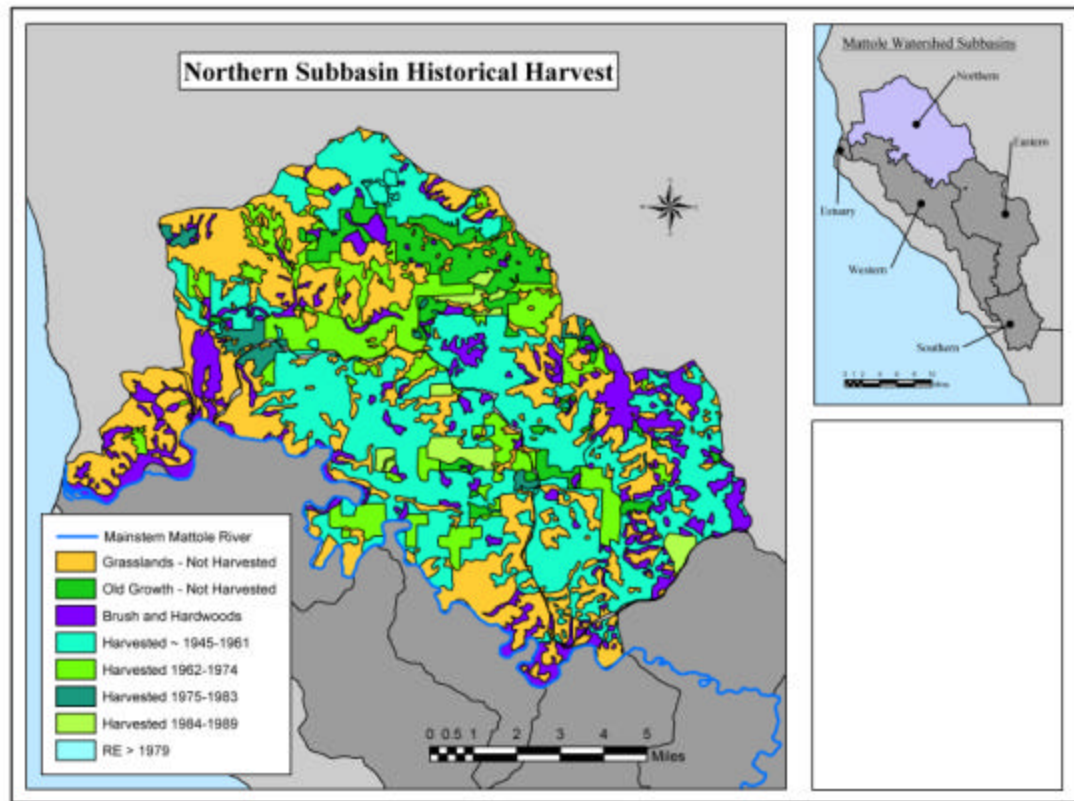 Northern Subbasin Historical Harvest
Mainstem Mattole River
Grasslands - Not Harvested
Old Growth - Not Harvested
Brush and Hardwoods
Harvested ~ 1945-1961
Harvested 1962-1974
Harvested 1975-1983
Harvested 1984-1989
RE > 1979
0 0.5 1 2 3 4 5
Miles
Mattole Watershed Subbasins
Northern
Eastern
Estuary
Western
Southern